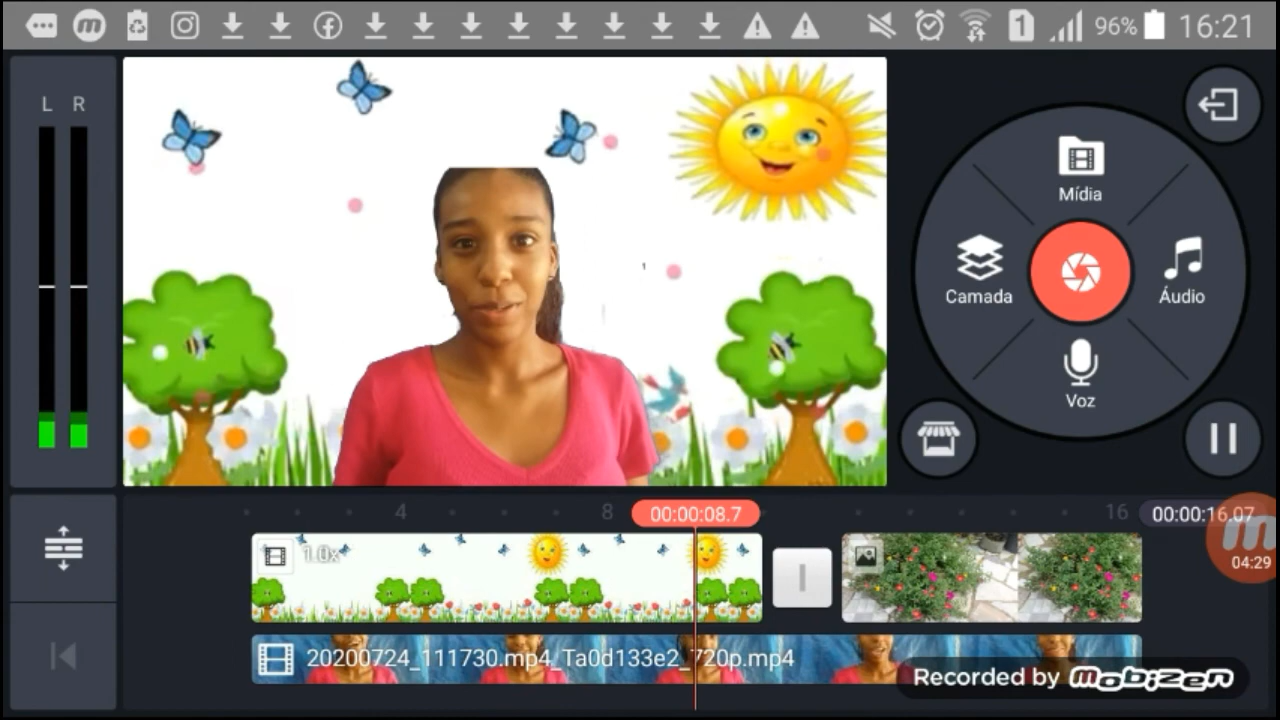 1 96% 16:21
L R
Mídia
Camada
Áudio
Voz
4 8 00:00:08.7 16 00:00:16.07
1.0x
04:29
20200724_111730.mp4_Ta0d133e2_720p.mp4
Recorded by mobizen